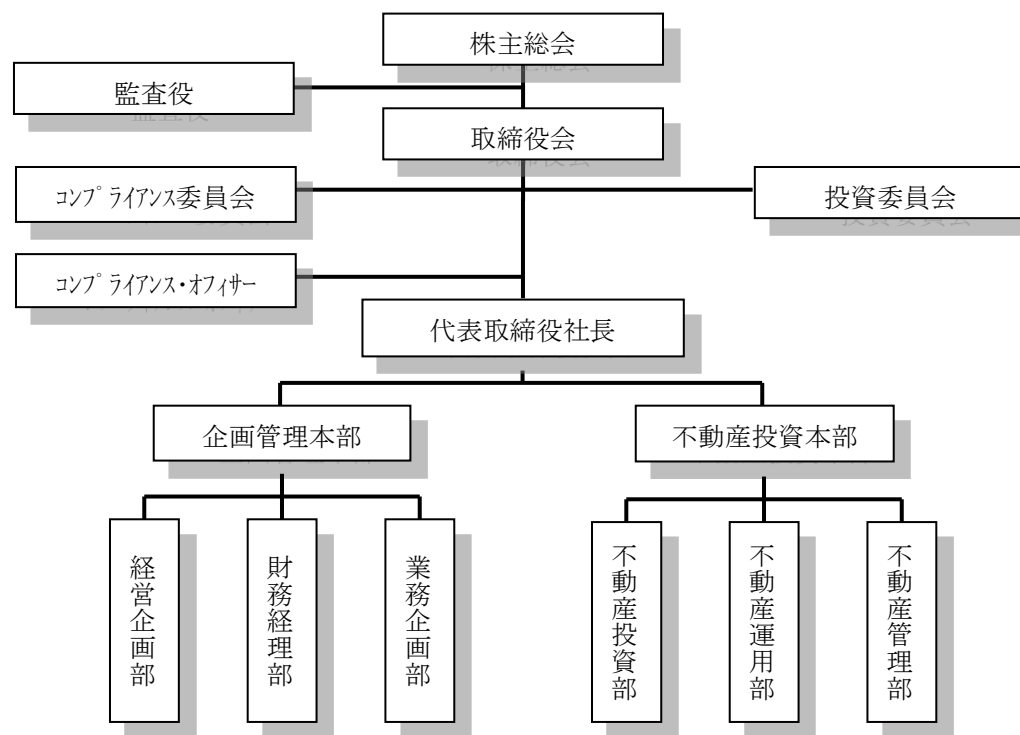 株主総会
監査役
取締役会
ｺﾝﾌﾟﾗｲｱﾝｽ委員会
投資委員会
ｺﾝﾌﾟﾗｲｱﾝｽ・ｵﾌｨｻｰ
代表取締役社長
企画管理本部
不動産投資本部
経営企画部
財務経理部
業務企画部
不動産投資部
不動産運用部
不動産管理部